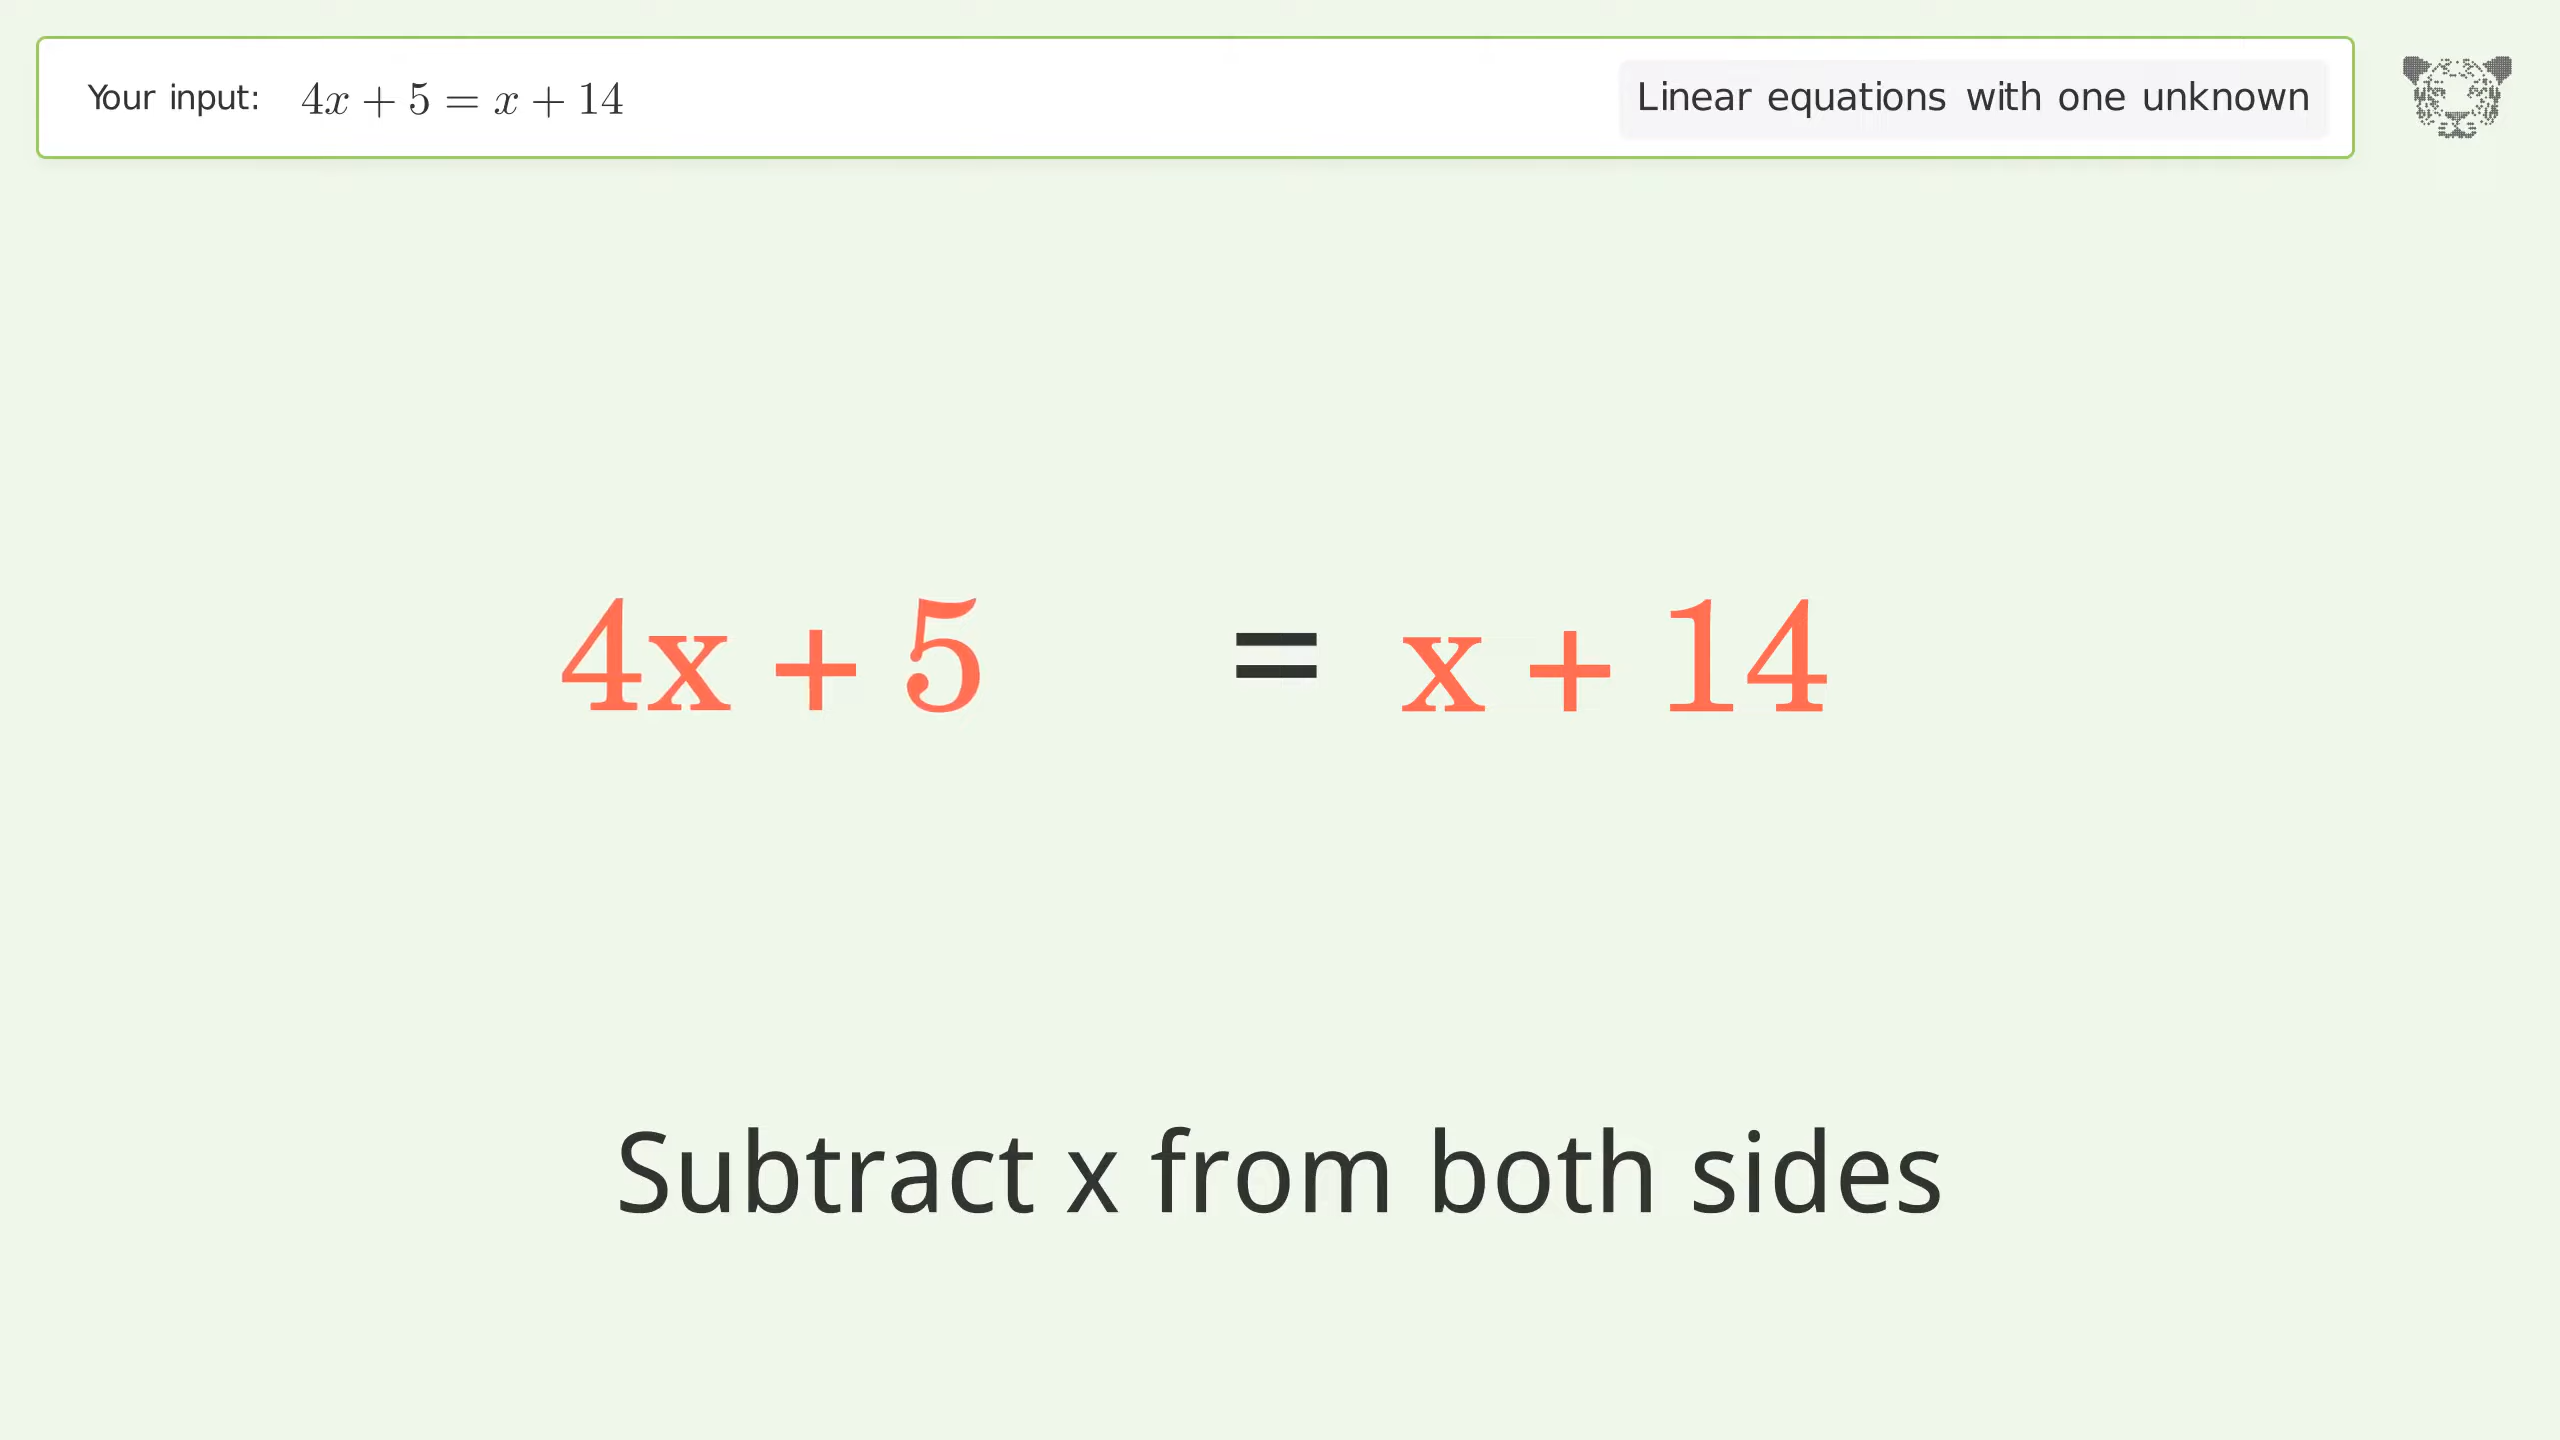 Your input: 4x + 5 = x + 14
Linear equations with one unknown
4x + 5 = x + 14
Subtract x from both sides